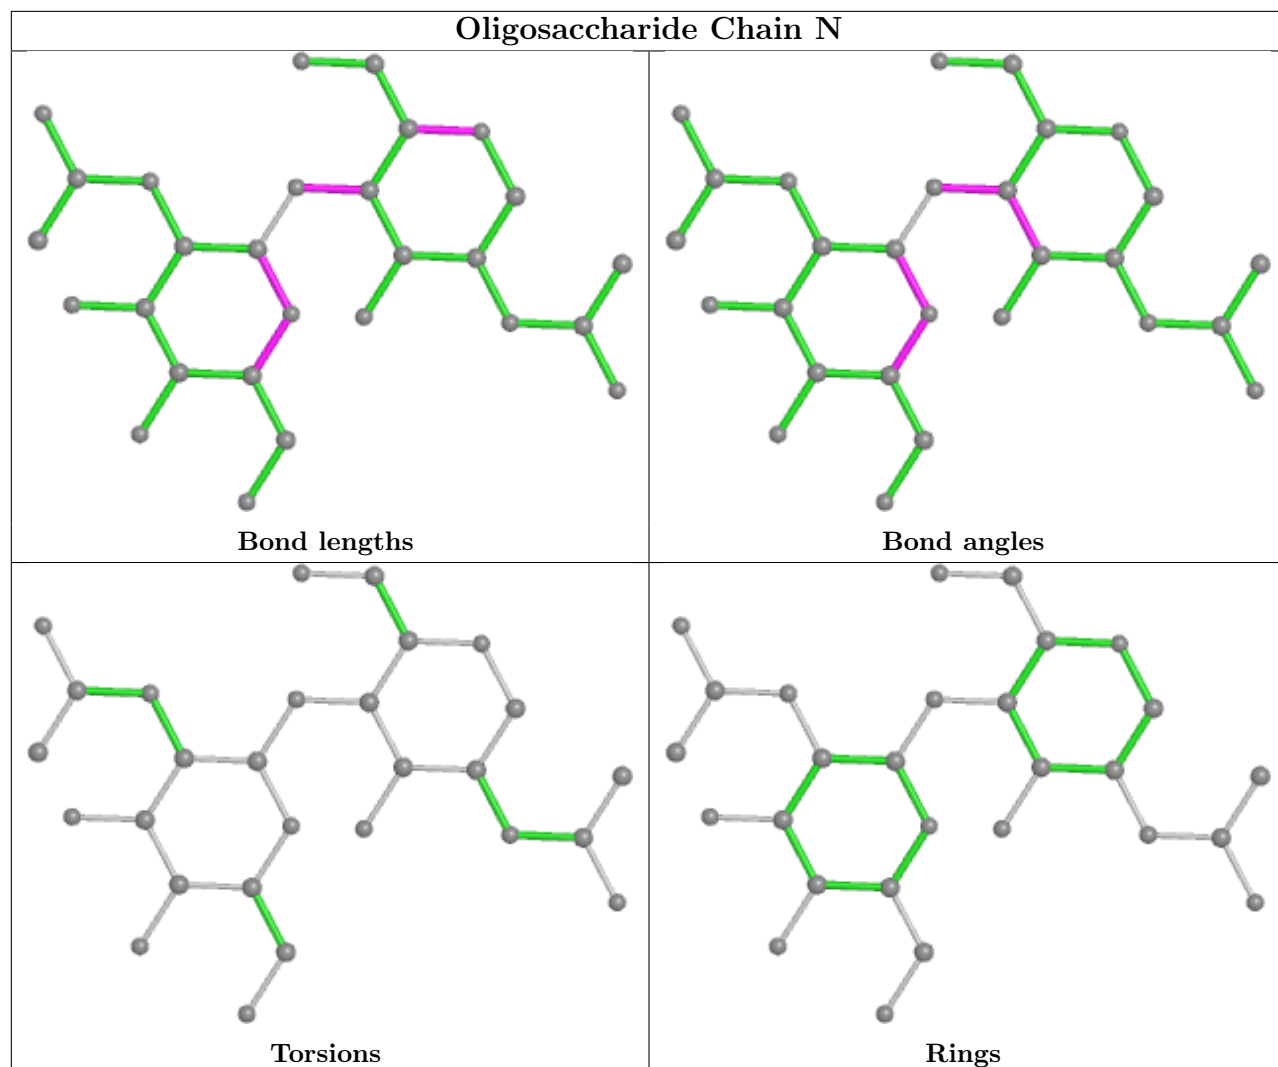 Oligosaccharide Chain N
Bond lengths
Bond angles
Torsions
Rings